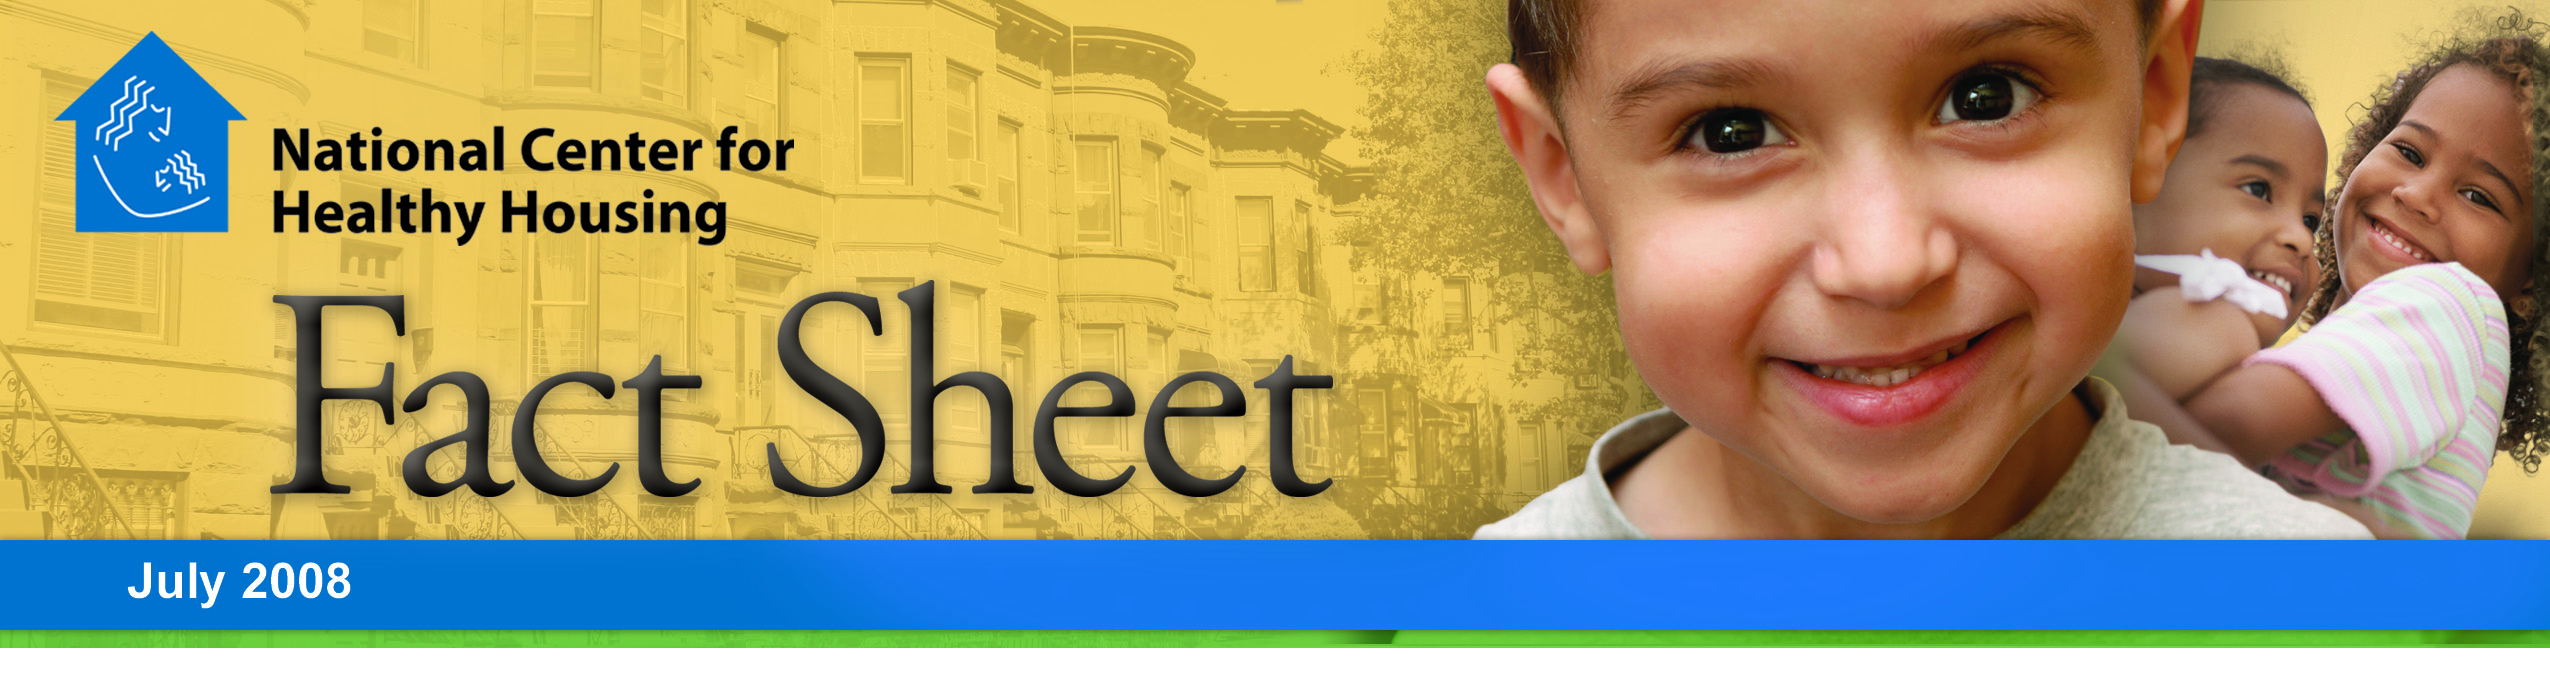 National Center for
Healthy Housing
Fact Sheet
July 2008